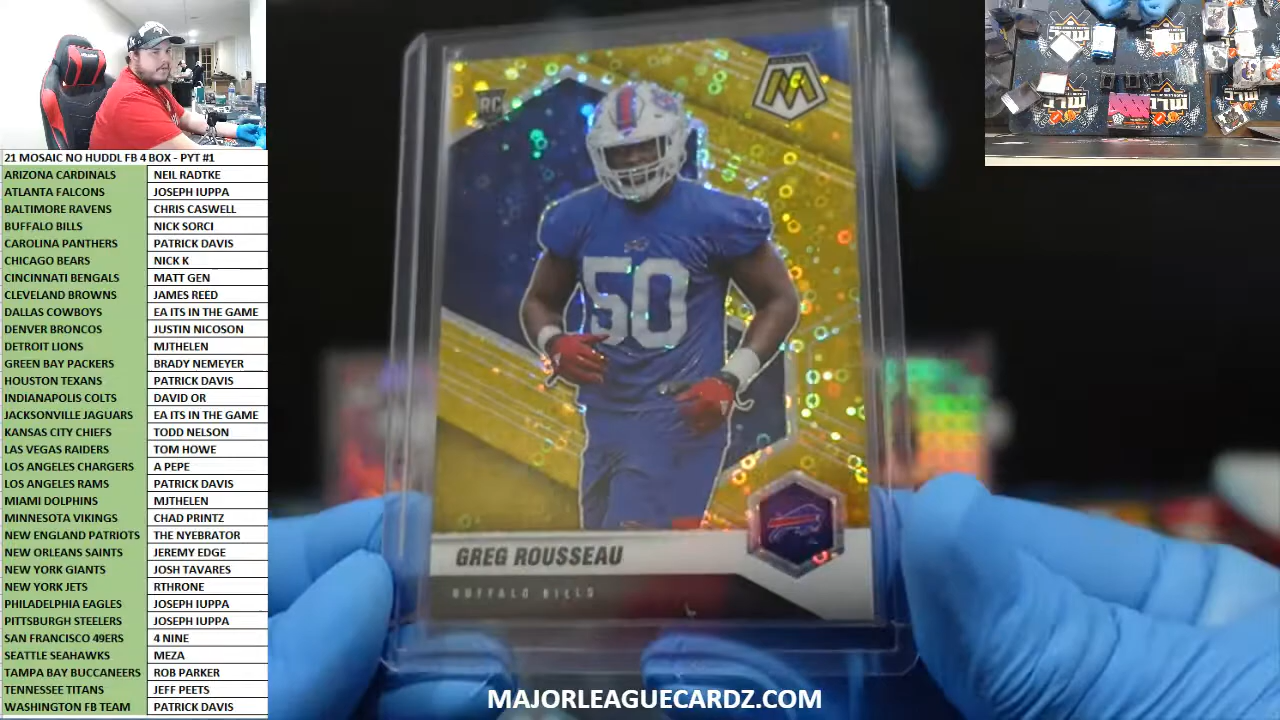 21 MOSAIC NO HUDDL FB 4 BOX - PYT #1
ARIZONA CARDINALS NEIL RADTKE
ATLANTA FALCONS JOSEPH IUPPA
BALTIMORE RAVENS CHRIS CASWELL
BUFFALO BILLS NICK SORCI
CAROLINA PANTHERS PATRICK DAVIS
CHICAGO BEARS NICK K
CINCINNATI BENGALS MATT GEN
CLEVELAND BROWNS JAMES REED
DALLAS COWBOYS EA ITS IN THE GAME
DENVER BRONCOS JUSTIN NICOSON
DETROIT LIONS MJTHELEN
GREEN BAY PACKERS BRADY NEMEYER
HOUSTON TEXANS PATRICK DAVIS
INDIANAPOLIS COLTS DAVID OR
JACKSONVILLE JAGUARS EA ITS IN THE GAME
KANSAS CITY CHIEFS TODD NELSON
LAS VEGAS RAIDERS TOM HOWE
LOS ANGELES CHARGERS A PEPE
LOS ANGELES RAMS PATRICK DAVIS
MIAMI DOLPHINS MJTHELEN
MINNESOTA VIKINGS CHAD PRINTZ
NEW ENGLAND PATRIOTS THE NYEBRATOR
NEW ORLEANS SAINTS JEREMY EDGE
NEW YORK GIANTS JOSH TAVARES
NEW YORK JETS RTHRONE
PHILADELPHIA EAGLES JOSEPH IUPPA
PITTSBURGH STEELERS JOSEPH IUPPA
SAN FRANCISCO 49ERS 4 NINE
SEATTLE SEAHAWKS MEZA
TAMPA BAY BUCCANEERS ROB PARKER
TENNESSEE TITANS JEFF PEETS
WASHINGTON FB TEAM PATRICK DAVIS
RC
M
50
GREG ROUSSEAU
BUFFALO BILLS
MAJORLEAGUECARDZ.COM